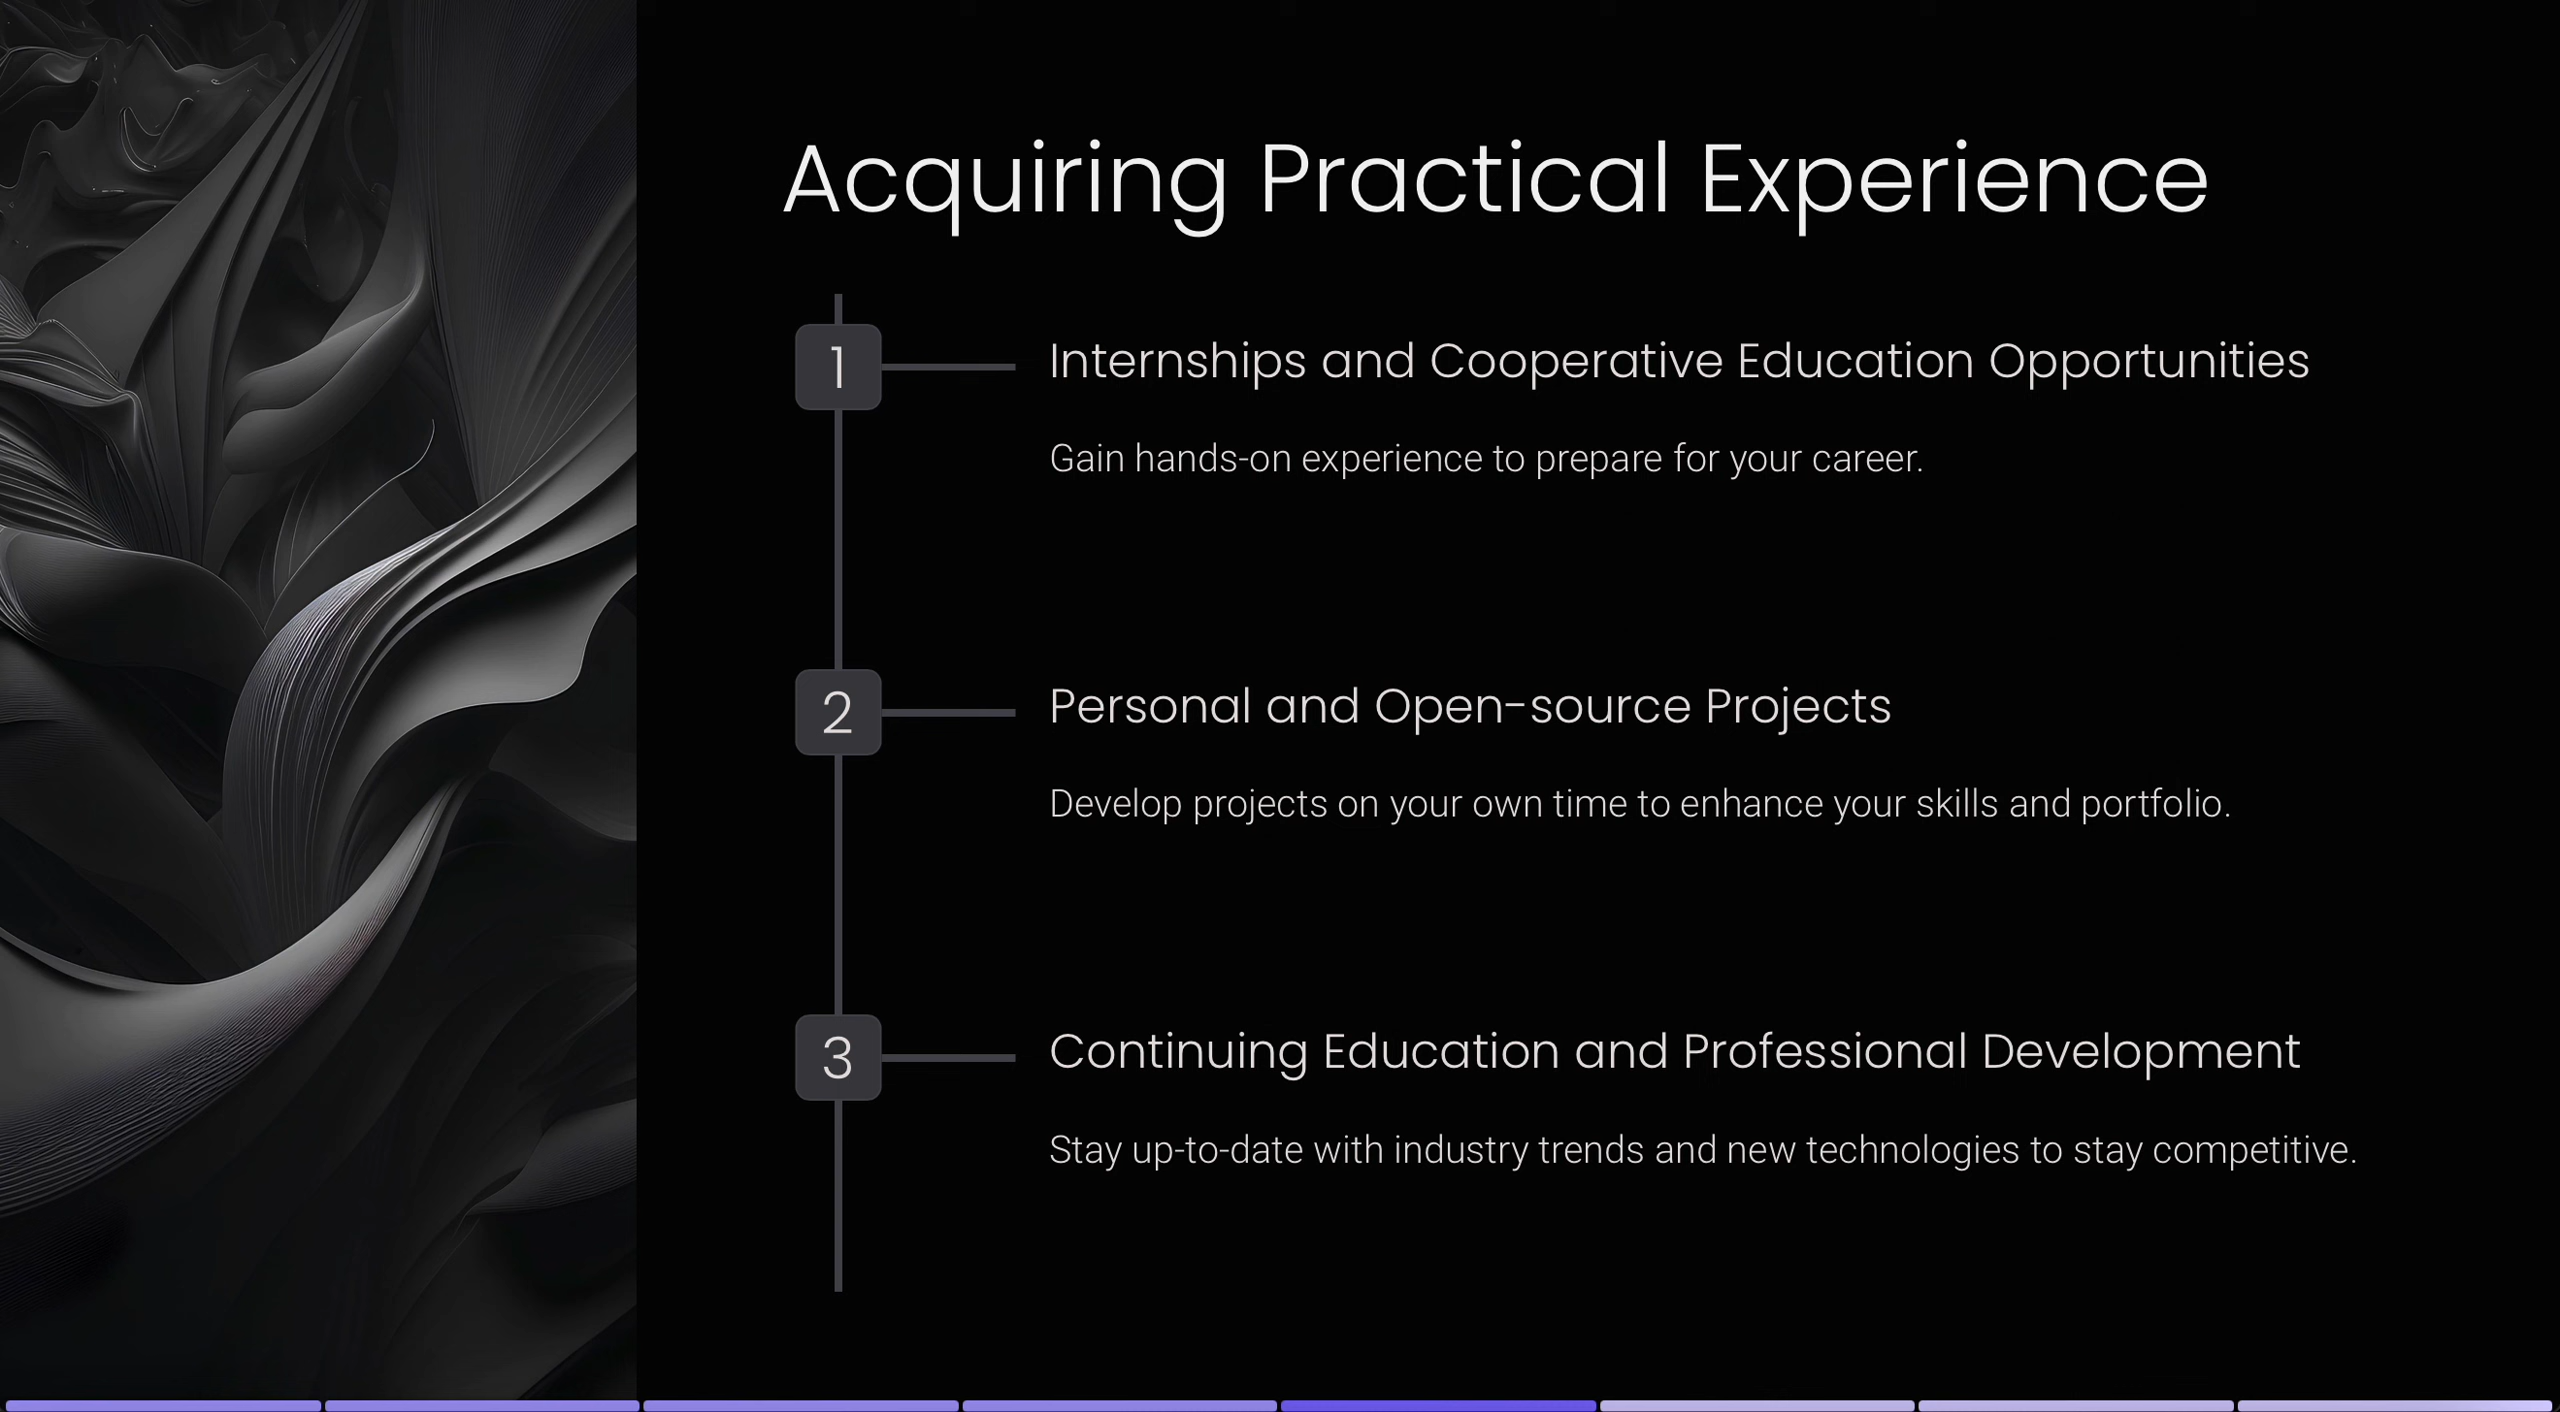 Acquiring Practical Experience
1
Internships and Cooperative Education Opportunities
Gain hands-on experience to prepare for your career.
2
Personal and Open-source Projects
Develop projects on your own time to enhance your skills and portfolio.
3
Continuing Education and Professional Development
Stay up-to-date with industry trends and new technologies to stay competitive.